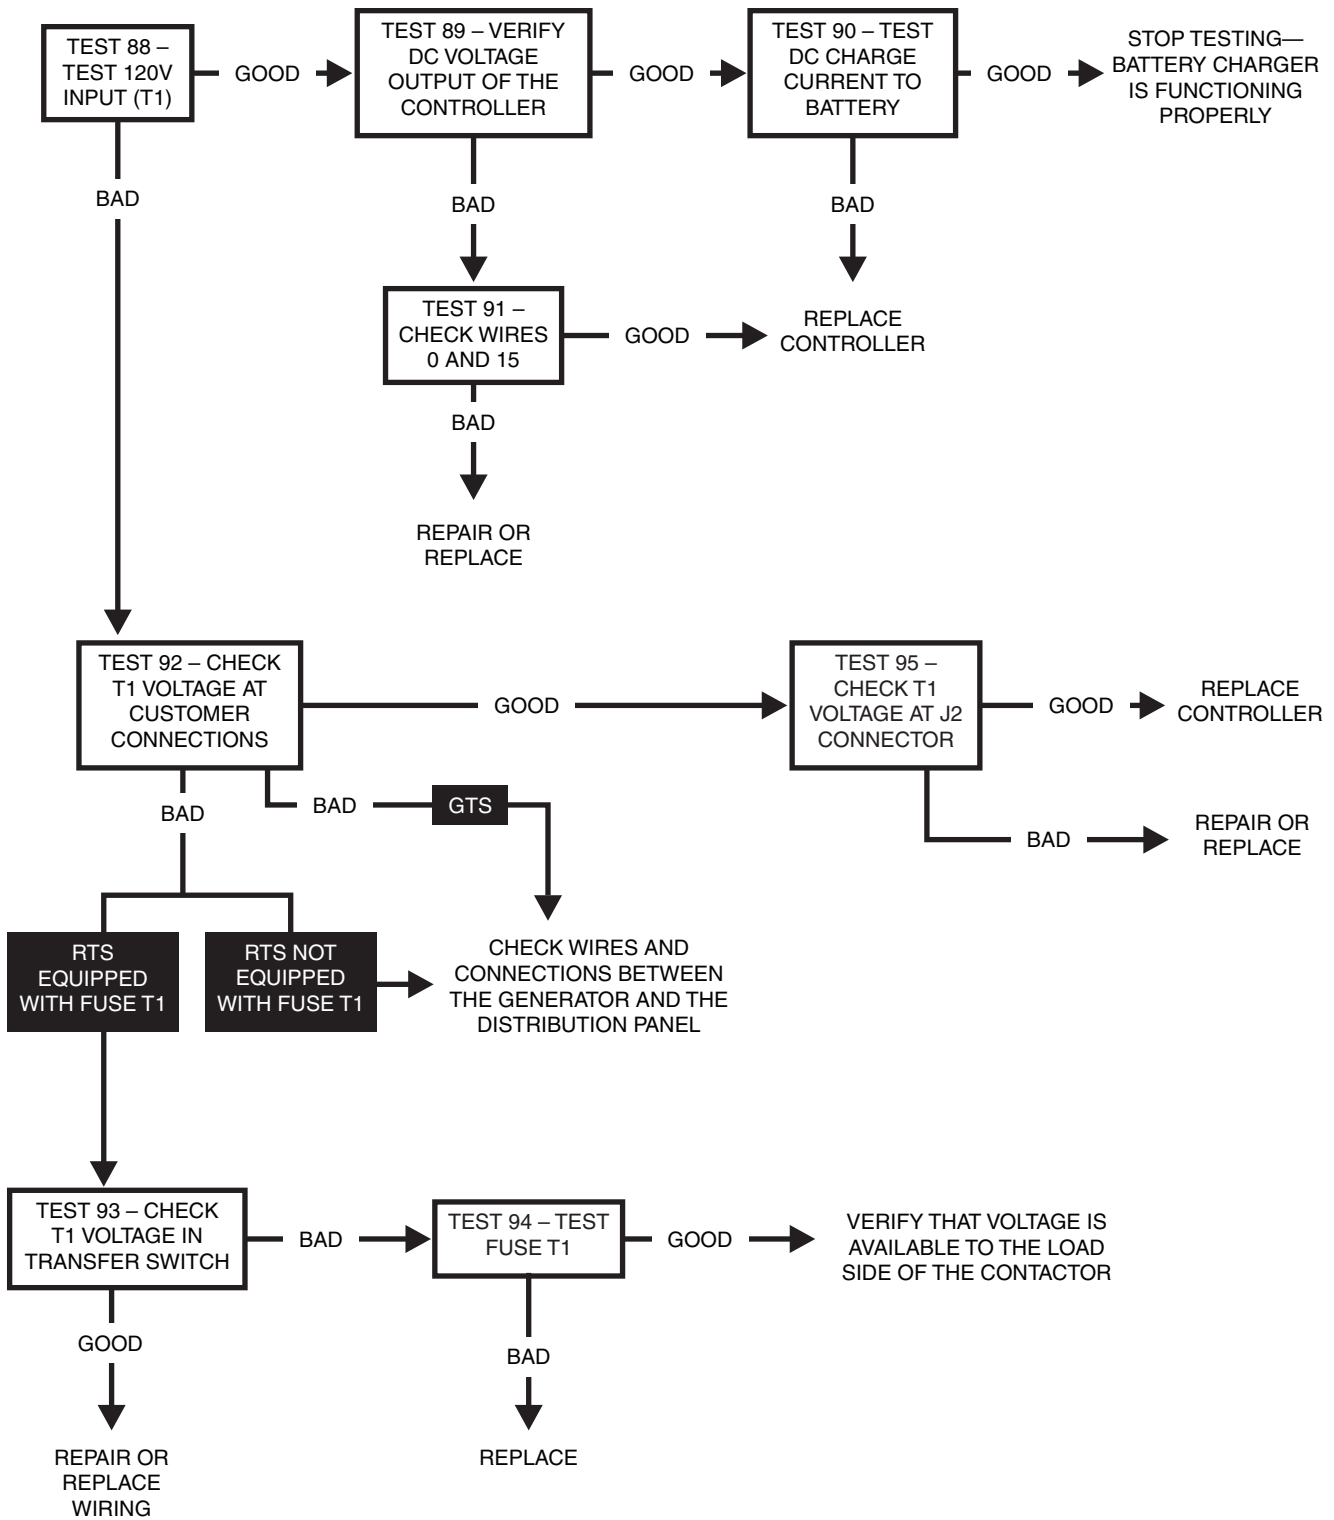 TEST 88 –
TEST 120V
INPUT (T1)
GOOD
TEST 89 – VERIFY
DC VOLTAGE
OUTPUT OF THE
CONTROLLER
GOOD
TEST 90 – TEST
DC CHARGE
CURRENT TO
BATTERY
GOOD
STOP TESTING—
BATTERY CHARGER
IS FUNCTIONING
PROPERLY
BAD
BAD
BAD
TEST 91 –
CHECK WIRES
0 AND 15
GOOD
REPLACE
CONTROLLER
BAD
REPAIR OR
REPLACE
TEST 92 – CHECK
T1 VOLTAGE AT
CUSTOMER
CONNECTIONS
GOOD
TEST 95 –
CHECK T1
VOLTAGE AT J2
CONNECTOR
GOOD
REPLACE
CONTROLLER
BAD
BAD
GTS
BAD
REPAIR OR
REPLACE
RTS
EQUIPPED
WITH FUSE T1
RTS NOT
EQUIPPED
WITH FUSE T1
CHECK WIRES AND
CONNECTIONS BETWEEN
THE GENERATOR AND THE
DISTRIBUTION PANEL
TEST 93 – CHECK
T1 VOLTAGE IN
TRANSFER SWITCH
BAD
TEST 94 – TEST
FUSE T1
GOOD
VERIFY THAT VOLTAGE IS
AVAILABLE TO THE LOAD
SIDE OF THE CONTACTOR
GOOD
BAD
REPAIR OR
REPLACE
WIRING
REPLACE